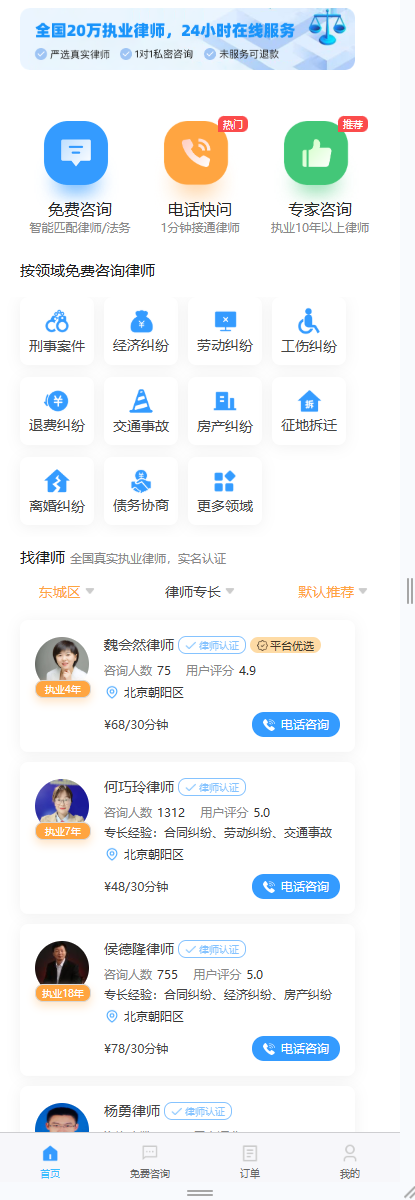 全国20万执业律师，24小时在线服务
严选真实律师 1对1私密咨询 未服务可退款
热门 推荐
免费咨询 电话快问 专家咨询
智能匹配律师/法务 1分钟接通律师 执业10年以上律师
按领域免费咨询律师
刑事案件 经济纠纷 劳动纠纷 工伤纠纷
退费纠纷 交通事故 房产纠纷 征地拆迁
离婚纠纷 债务协商 更多领域
找律师 全国真实执业律师，实名认证
东城区 律师专长 默认推荐
魏会然律师 律师认证 平台优选
咨询人数 75 用户评分 4.9
执业4年
北京朝阳区
¥68/30分钟 电话咨询
何巧玲律师 律师认证
咨询人数 1312 用户评分 5.0
执业7年
专长经验：合同纠纷、劳动纠纷、交通事故
北京朝阳区
¥48/30分钟 电话咨询
侯德隆律师 律师认证
咨询人数 755 用户评分 5.0
执业18年
专长经验：合同纠纷、经济纠纷、房产纠纷
北京朝阳区
¥78/30分钟 电话咨询
杨勇律师 律师认证
首页 免费咨询 订单 我的